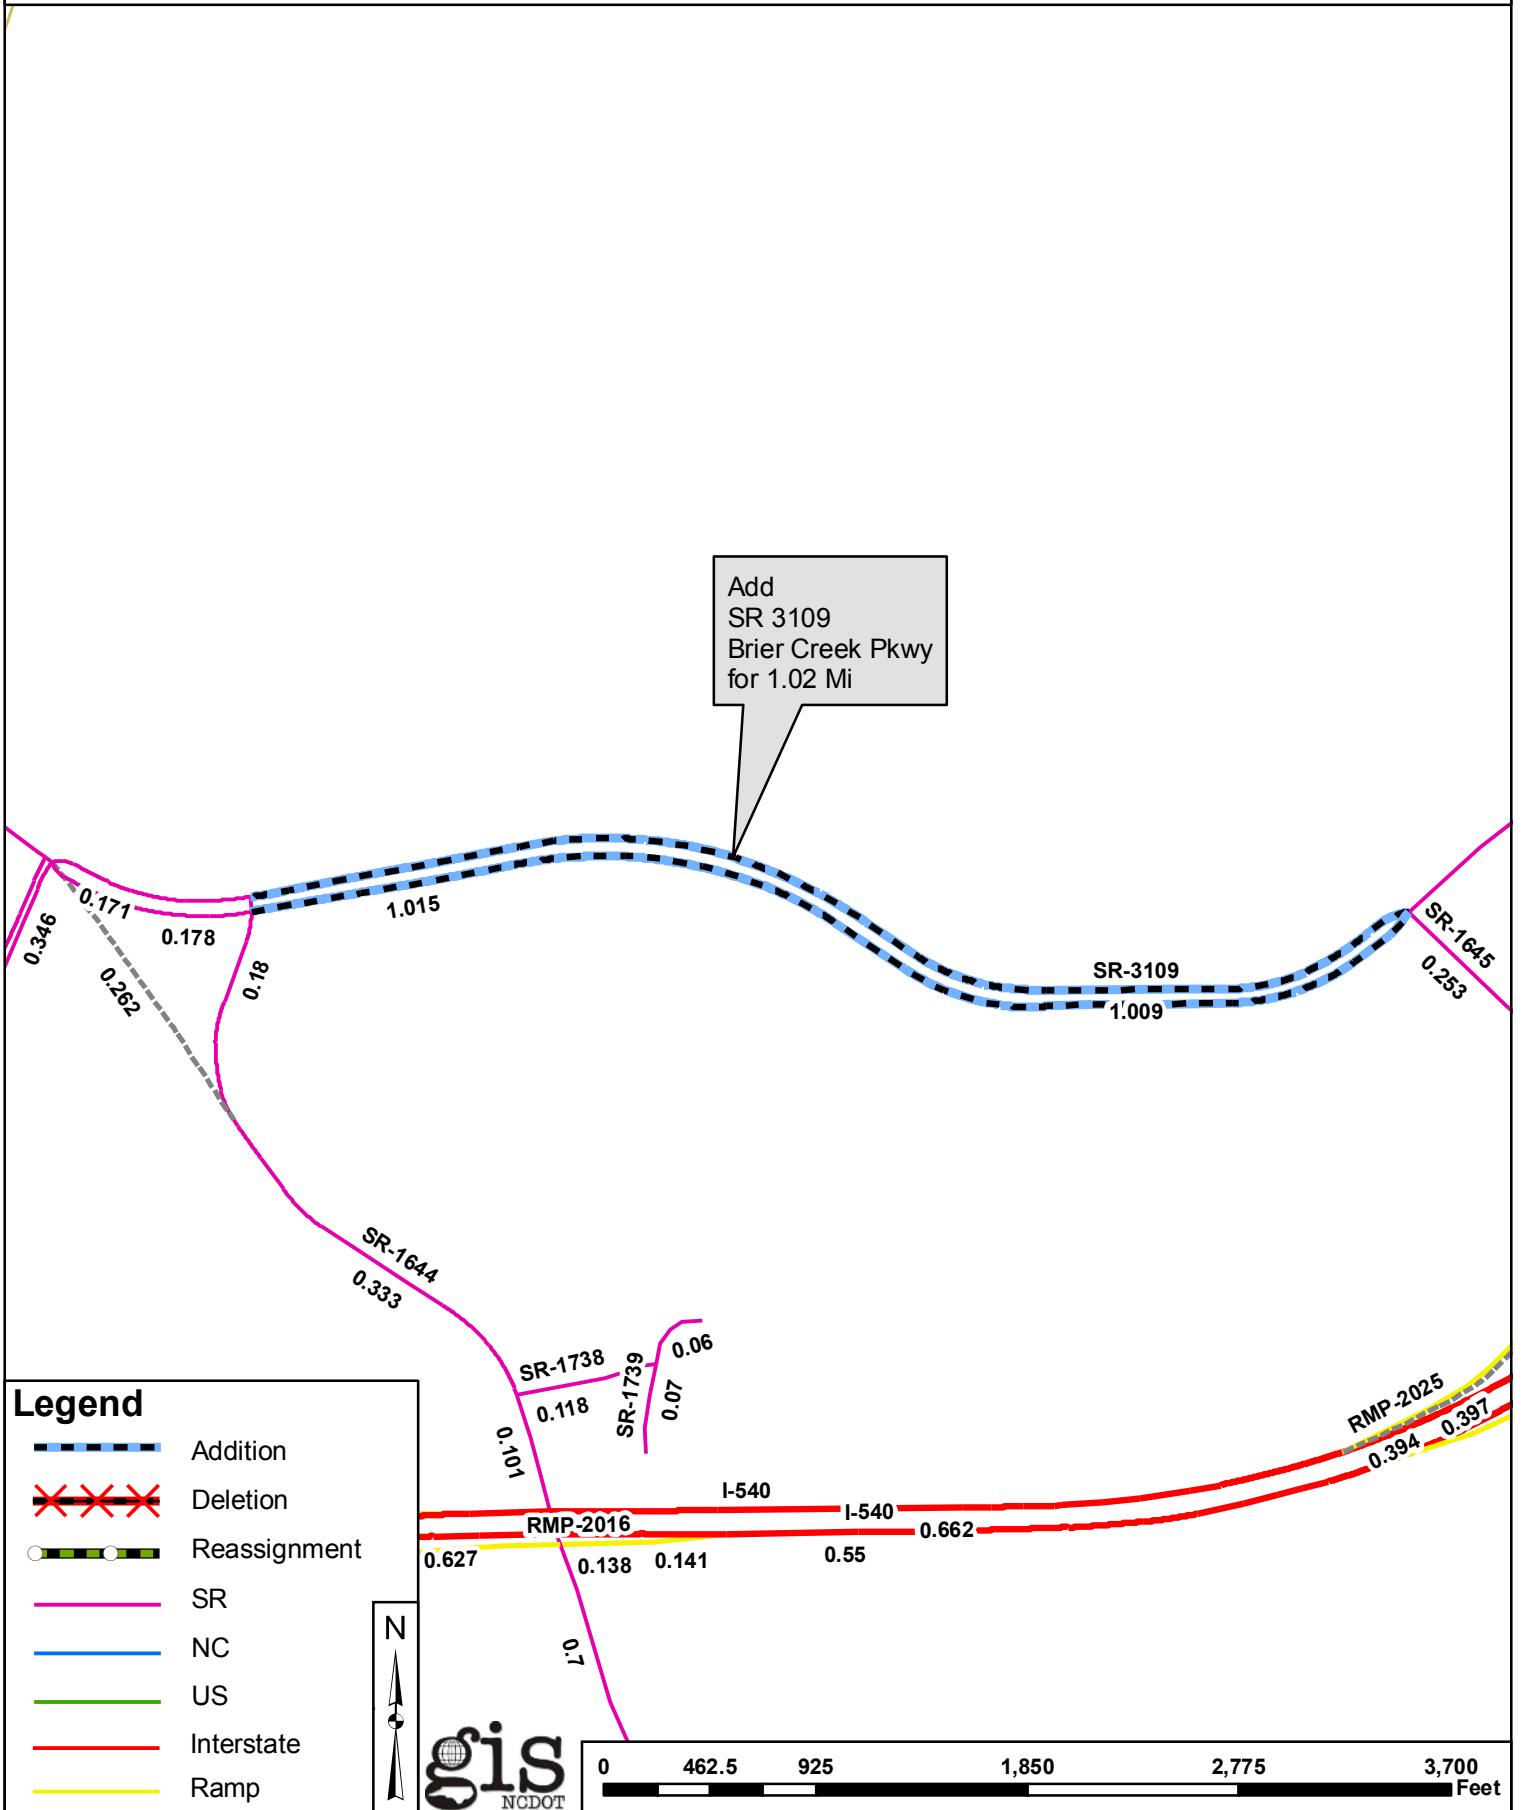 Add
SR 3109
Brier Creek Pkwy
for 1.02 Mi
0.171
0.178
0.346
0.262
0.18
1.015
SR-3109
1.009
SR-1645
0.253
SR-1644
0.333
SR-1738
0.118
SR-1739
0.06
0.07
0.101
RMP-2025
0.397
0.394
I-540
I-540
RMP-2016
0.662
0.627
0.138
0.141
0.55
0.7
Legend
Addition
Deletion
Reassignment
SR
NC
US
Interstate
Ramp
N
gis
NCDOT
0 462.5 925 1,850 2,775 3,700
Feet